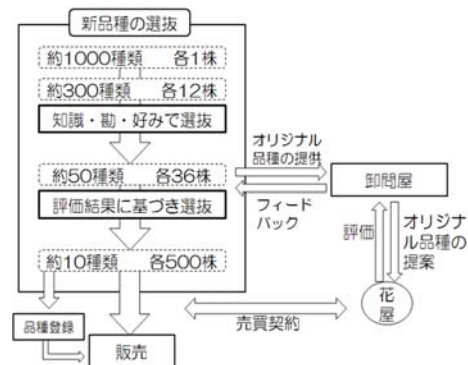 新品種の選抜
約1000種類 各1株
約300種類 各12株
知識・勘・好みで選抜
約50種類 各36株
評価結果に基づき選抜
約10種類 各500株
オリジナル
品種の提供
フィード
バック
卸問屋
評価
オリジナ
ル品種の
提案
花
屋
売買契約
品種登録
販売